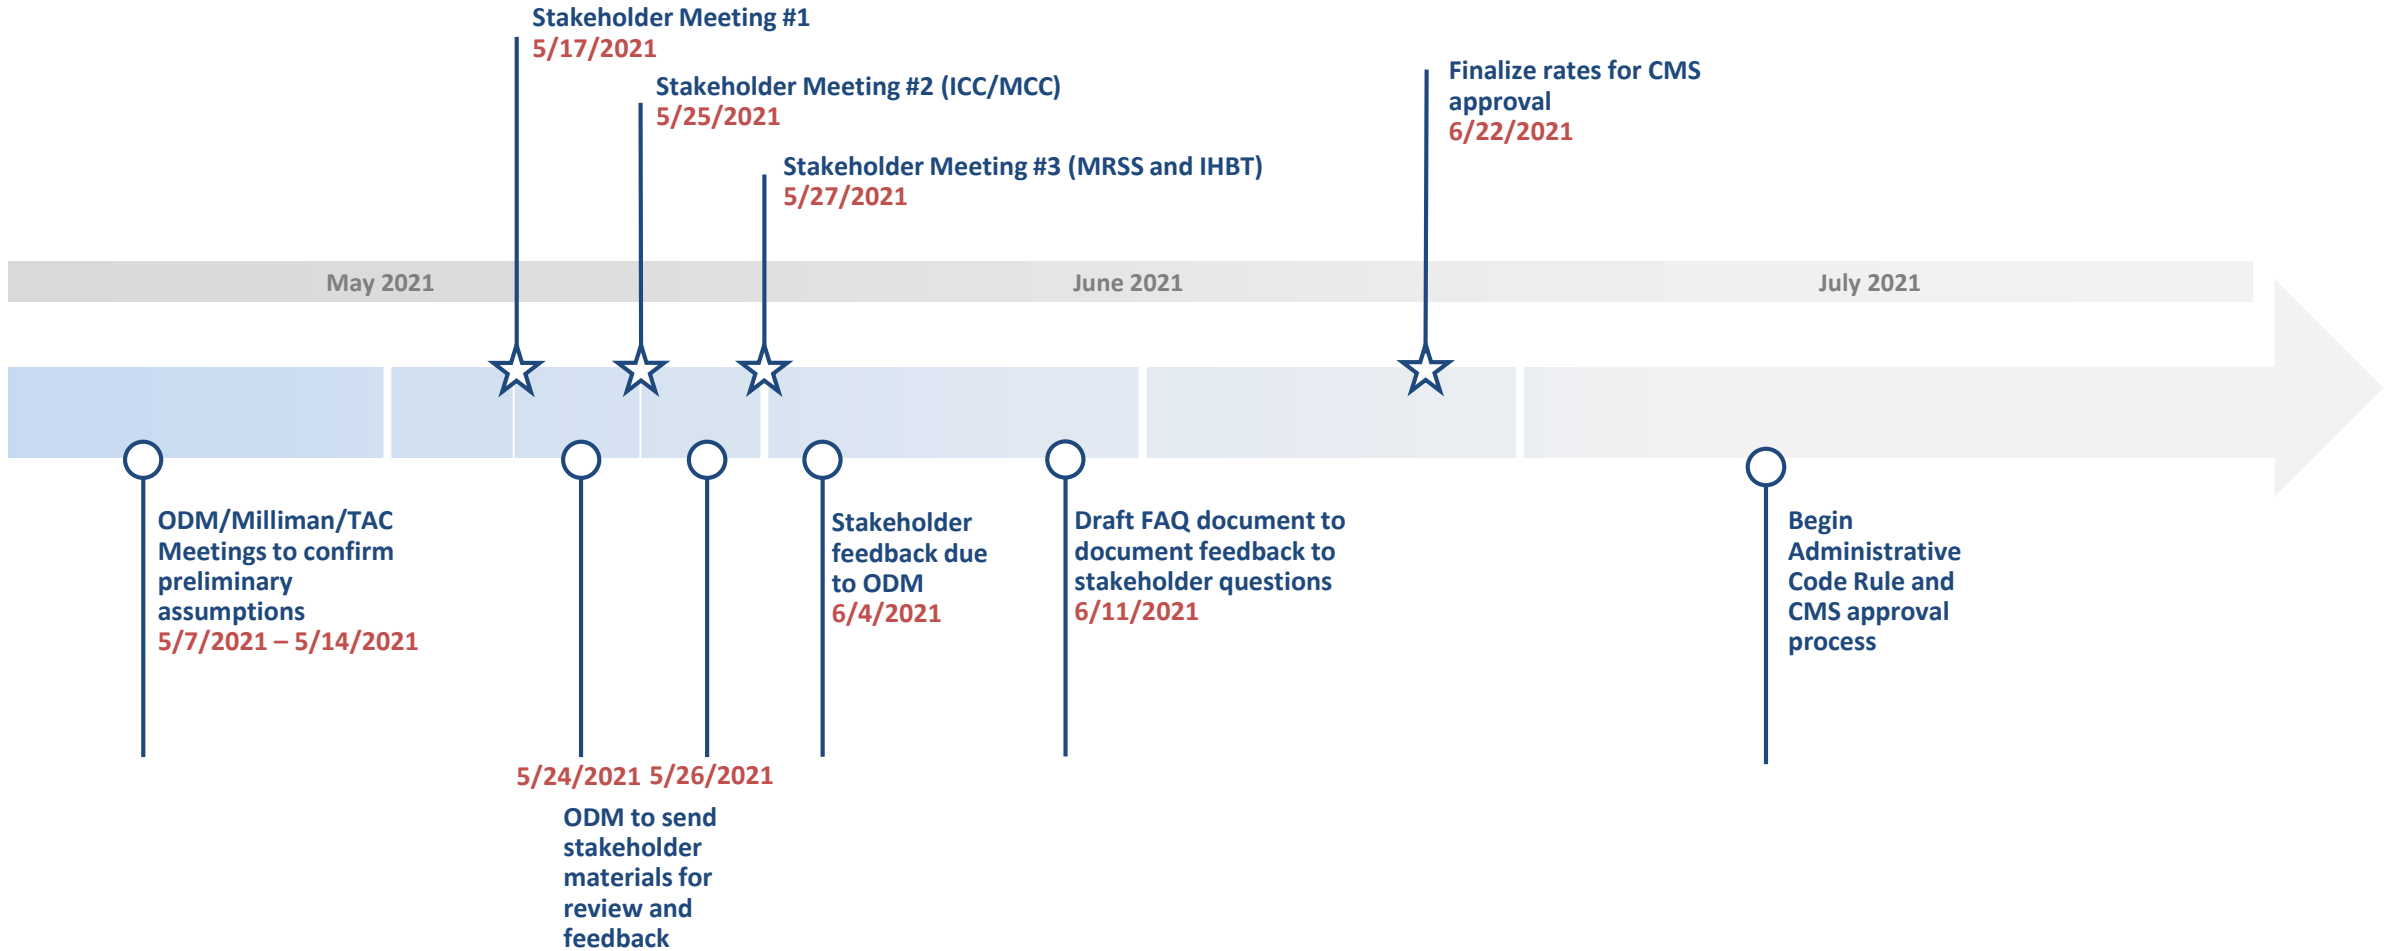 Stakeholder Meeting #1
5/17/2021
Stakeholder Meeting #2 (ICC/MCC)
5/25/2021
Stakeholder Meeting #3 (MRSS and IHBT)
5/27/2021
Finalize rates for CMS
approval
6/22/2021
May 2021
June 2021
July 2021
ODM/Milliman/TAC
Meetings to confirm
preliminary
assumptions
5/7/2021 – 5/14/2021
5/24/2021 5/26/2021
ODM to send
stakeholder
materials for
review and
feedback
Stakeholder
feedback due
to ODM
6/4/2021
Draft FAQ document to
document feedback to
stakeholder questions
6/11/2021
Begin
Administrative
Code Rule and
CMS approval
process